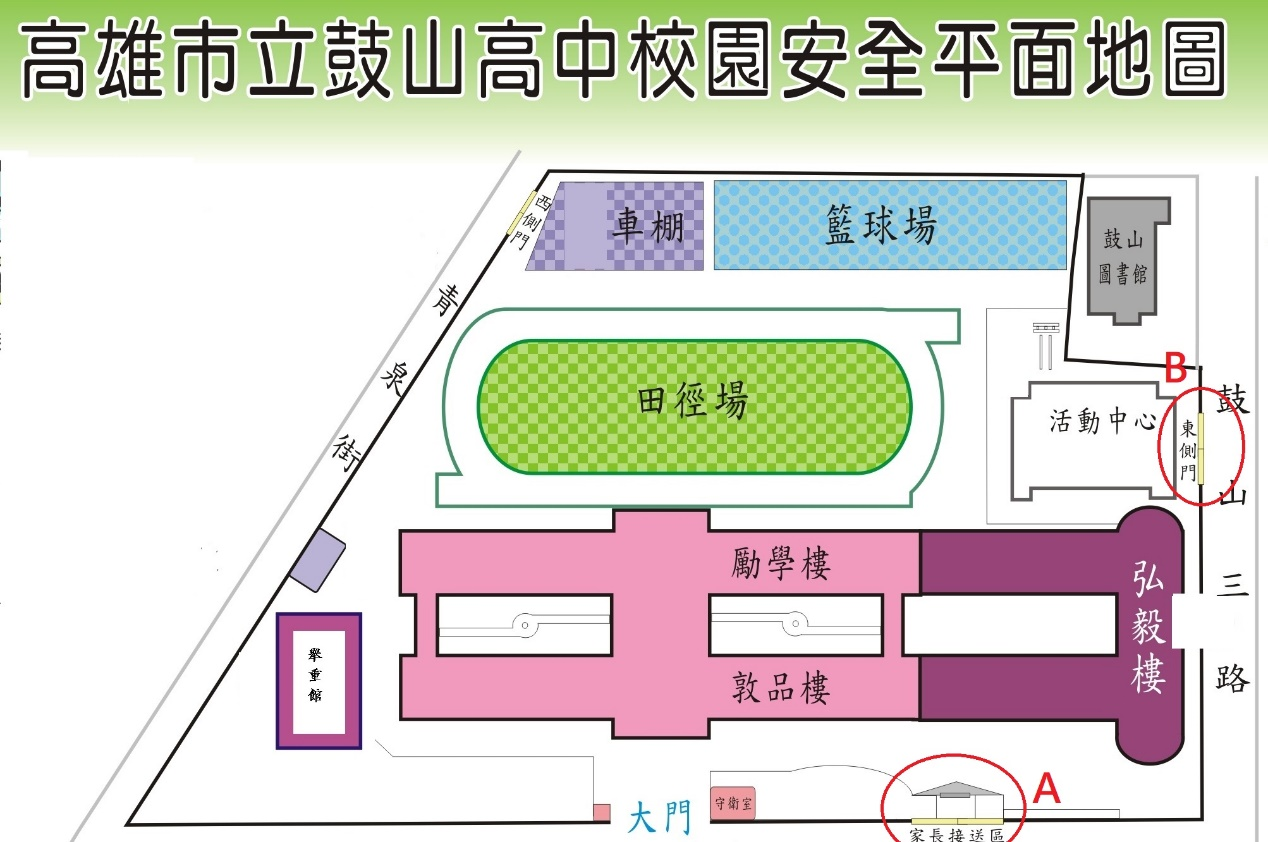 高雄市立鼓山高中校園安全平面地圖
西側門
車棚
籃球場
鼓山
圖書館
青泉街
田徑場
B
活動中心
東側門
鼓山三路
勵學樓
弘毅樓
舉重館
敦品樓
大門
守衛室
A
家長接送區